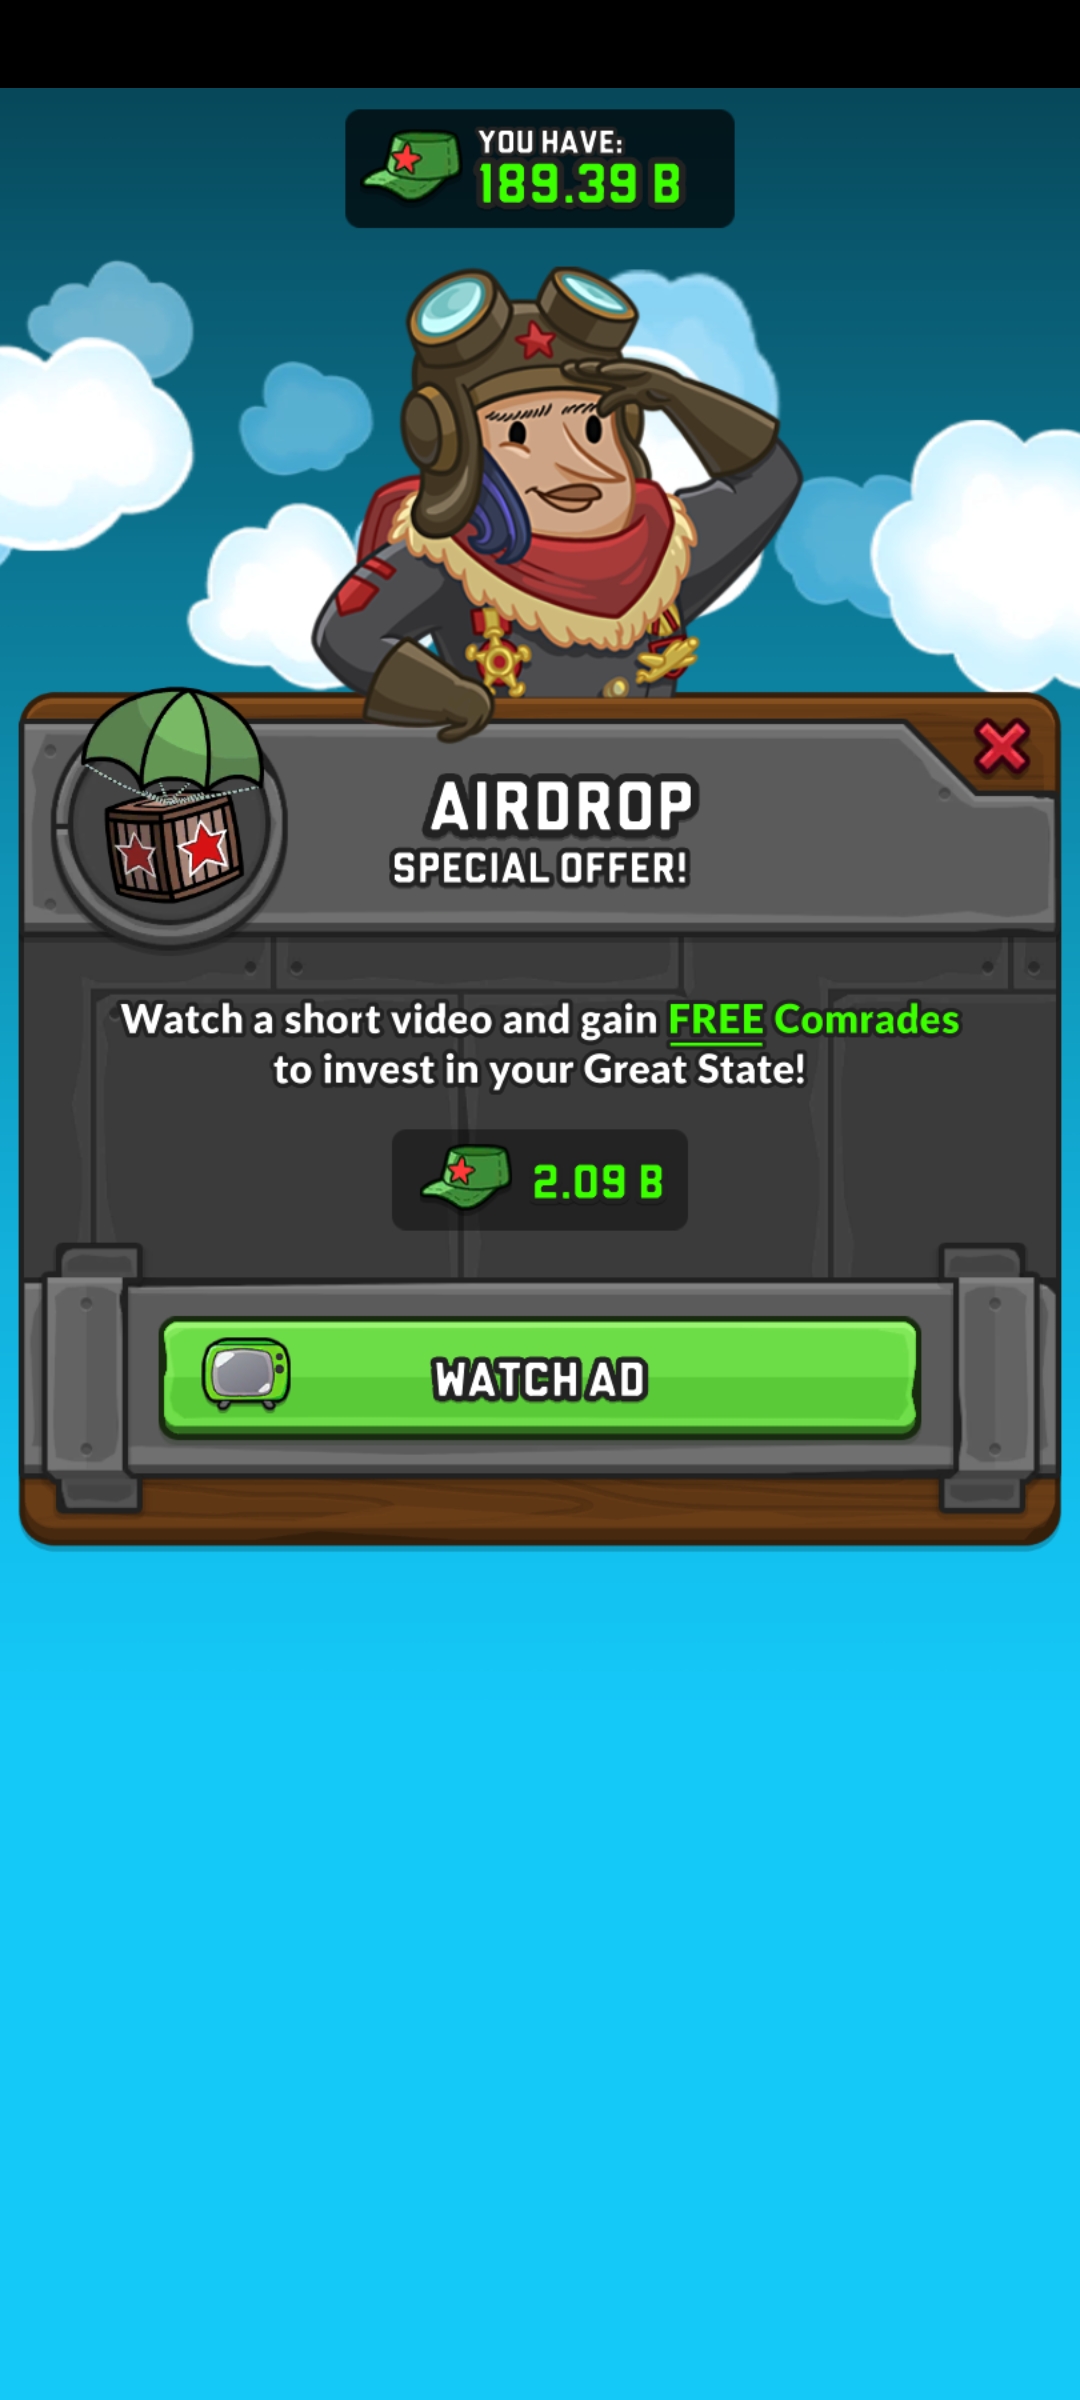 YOU HAVE:
189.39 B
AIRDROP
SPECIAL OFFER!
Watch a short video and gain FREE Comrades
to invest in your Great State!
2.09 B
WATCH AD